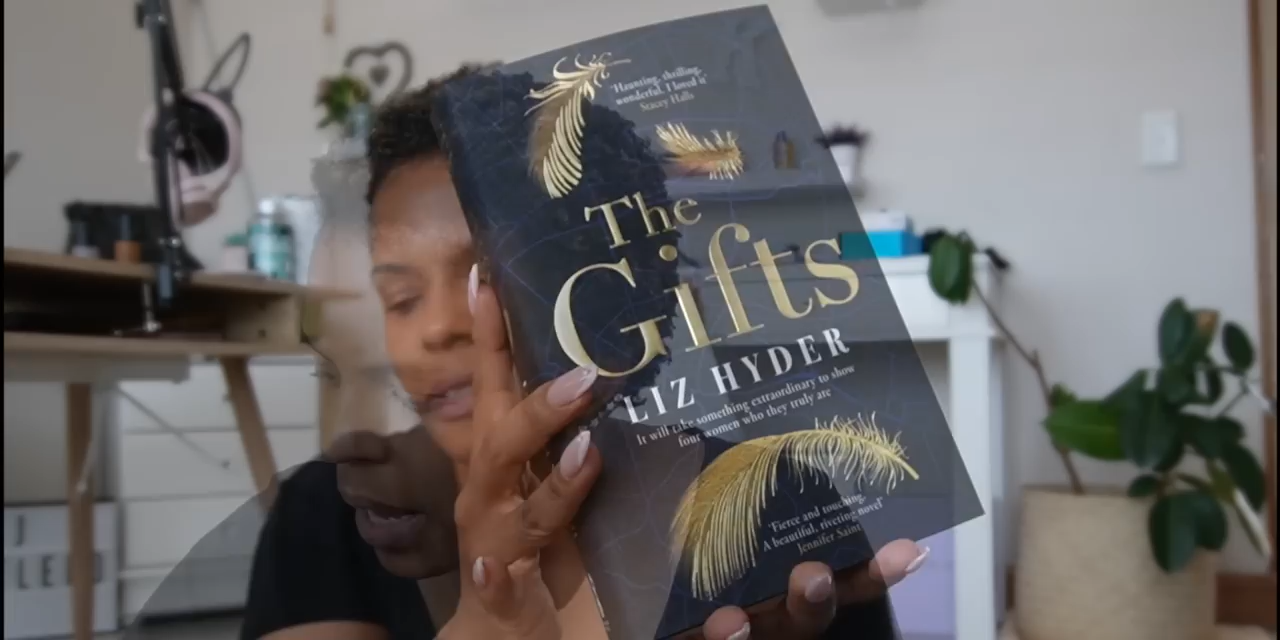 'Haunting, thrilling,
wonderful. I loved it'
Stacey Halls
The
Gifts
LIZ HYDER
It will take something extraordinary to show
four women who they truly are
'Fierce and touching.
A beautiful, riveting novel'
Jennifer Saint
J
LE